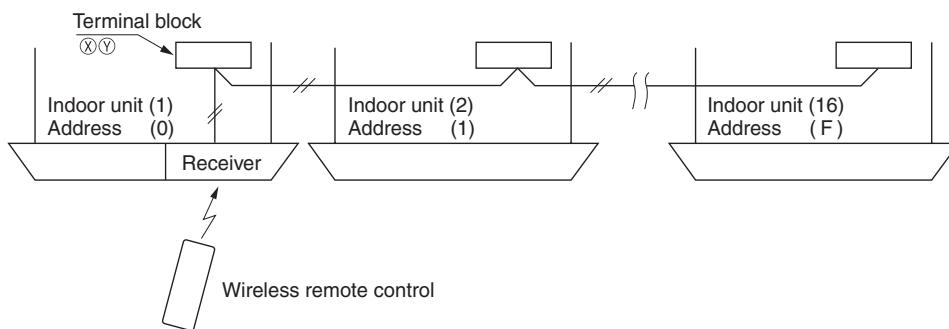 Terminal block
Ⓧ Ⓨ
Indoor unit (1)
Address (0)
Indoor unit (2)
Address (1)
Indoor unit (16)
Address ( F )
Receiver
Wireless remote control